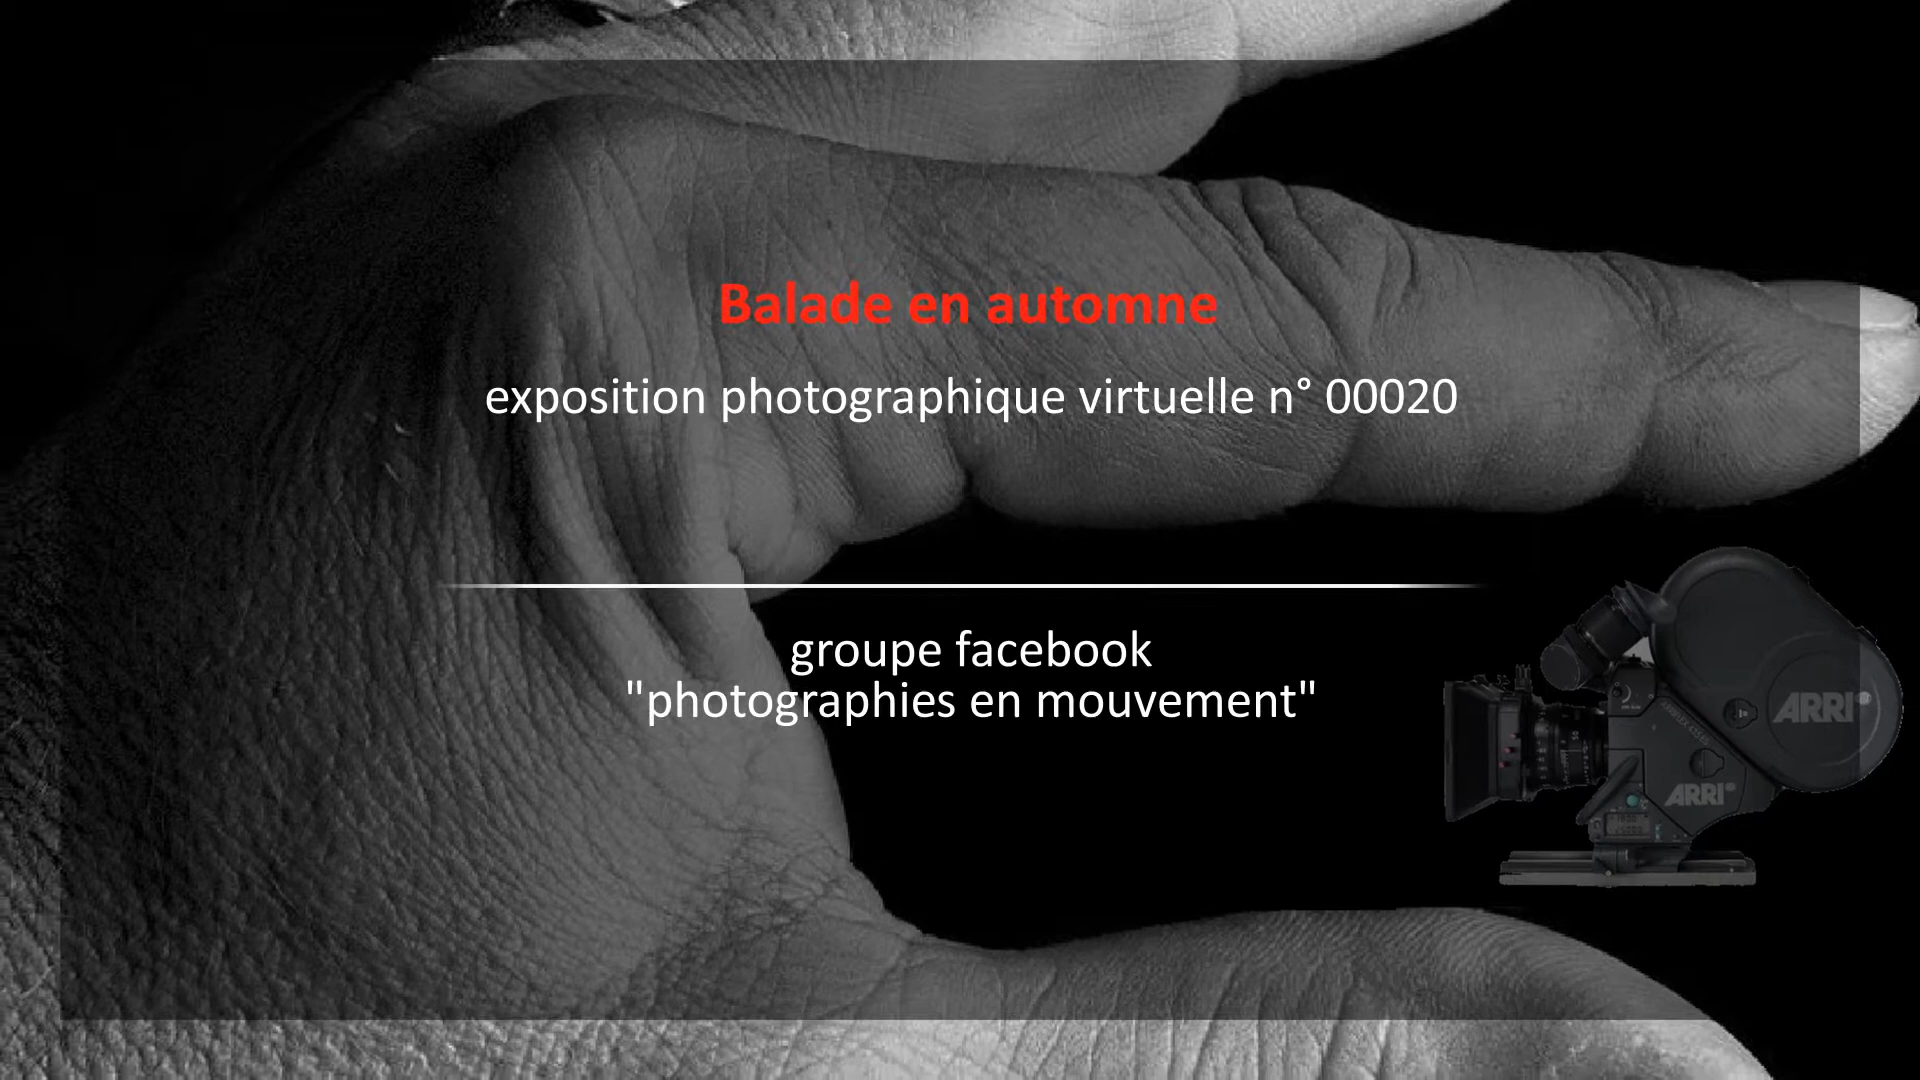 Balade en automne
exposition photographique virtuelle n° 00020
groupe facebook
"photographies en mouvement"
ARRI®
ARRI®